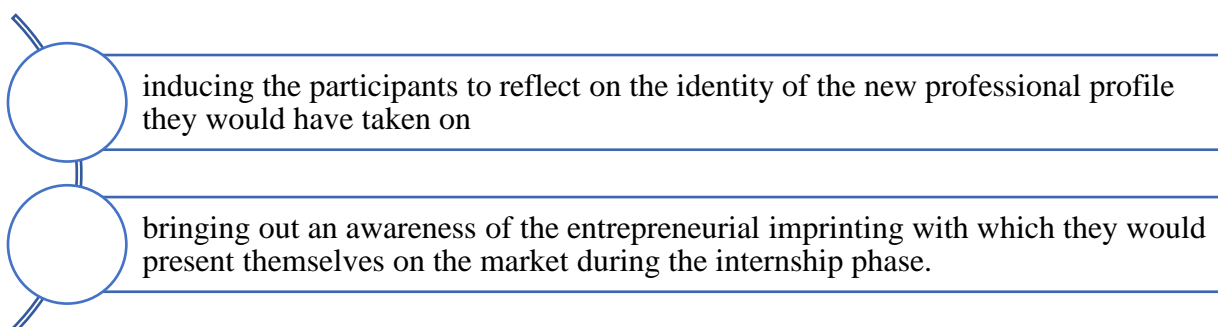 inducing the participants to reflect on the identity of the new professional profile
they would have taken on
bringing out an awareness of the entrepreneurial imprinting with which they would
present themselves on the market during the internship phase.